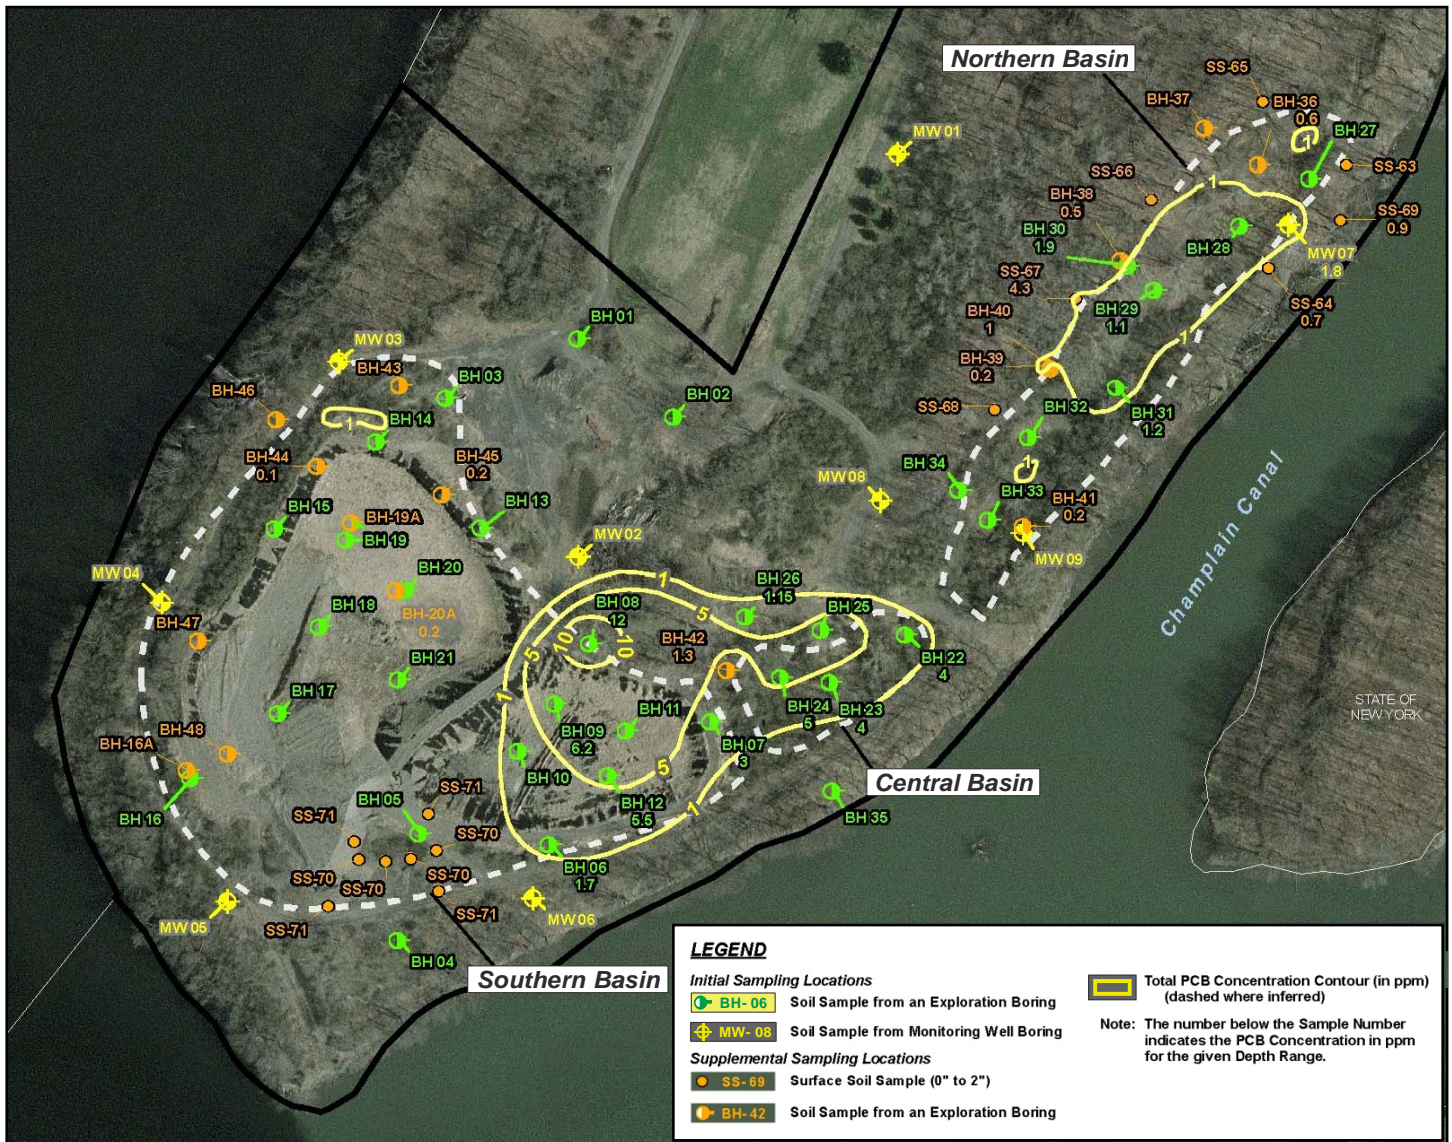 Northern Basin
SS-65
BH-37
BH-36
0.6
BH 27
MW 01
SS-63
SS-66
1
1
BH-38
0.5
SS-69
0.9
BH 30
1.9
BH 28
MW 07
1.8
SS-67
4.3
BH 29
1.1
SS-64
0.7
BH-40
1
BH 01
1
MW 03
BH-39
0.2
BH-43
BH 03
BH-46
BH 02
SS-68
BH 32
BH 31
1.2
1
BH 14
BH-44
0.1
BH-45
0.2
BH 34
1
MW 08
BH 33
BH 15
BH 13
BH-41
0.2
BH-19A
BH 19
MW 02
MW 09
Champlain Canal
MW 04
BH 20
1
BH 26
1.15
BH 08
12
5
BH 25
BH-47
BH 18
BH-20A
0.2
10
10
BH-42
1.3
5
BH 22
4
BH 21
1
BH 17
BH 24
5
BH 23
4
STATE OF
NEW YORK
BH 11
BH 09
6.2
BH-48
BH-16A
BH 07
3
BH 10
5
Central Basin
BH 12
5.5
1
BH 05
SS-71
BH 16
SS-71
BH 35
SS-70
BH 06
1.7
SS-70
SS-70
SS-70
SS-71
MW 05
SS-71
MW 06
BH 04
Southern Basin
LEGEND
Initial Sampling Locations
BH- 06 Soil Sample from an Exploration Boring
MW- 08 Soil Sample from Monitoring Well Boring
Supplemental Sampling Locations
SS- 69 Surface Soil Sample (0" to 2")
BH- 42 Soil Sample from an Exploration Boring
Total PCB Concentration Contour (in ppm)
(dashed where inferred)
Note: The number below the Sample Number
indicates the PCB Concentration in ppm
for the given Depth Range.